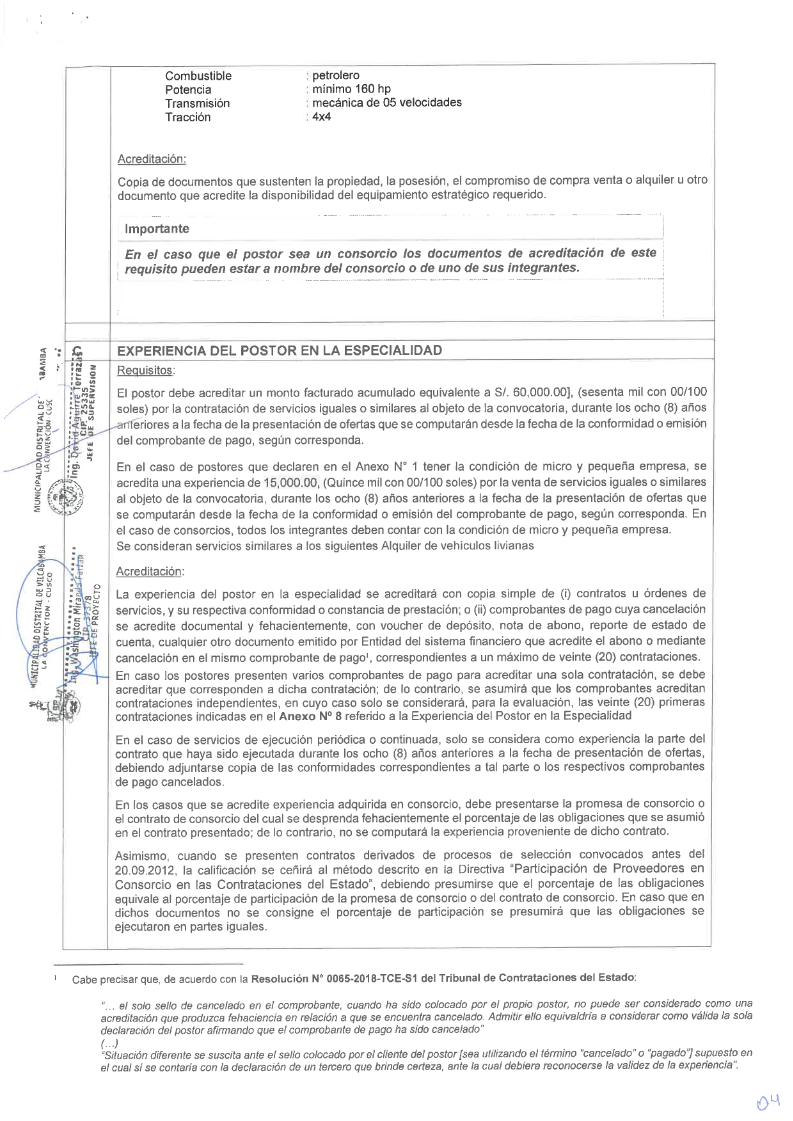 Combustible : petrolero
Potencia : mínimo 160 hp
Transmisión : mecánica de 05 velocidades
Tracción : 4x4
Acreditación:
Copia de documentos que sustenten la propiedad, la posesión, el compromiso de compra venta o alquiler u otro
documento que acredite la disponibilidad del equipamiento estratégico requerido.
Importante
En el caso que el postor sea un consorcio los documentos de acreditación de este
requisito pueden estar a nombre del consorcio o de uno de sus integrantes.
EXPERIENCIA DEL POSTOR EN LA ESPECIALIDAD
Requisitos:
El postor debe acreditar un monto facturado acumulado equivalente a S/. 60,000.00], (sesenta mil con 00/100
soles) por la contratación de servicios iguales o similares al objeto de la convocatoria, durante los ocho (8) años
anteriores a la fecha de la presentación de ofertas que se computarán desde la fecha de la conformidad o emisión
del comprobante de pago, según corresponda.
En el caso de postores que declaren en el Anexo N° 1 tener la condición de micro y pequeña empresa, se
acredita una experiencia de 15,000.00, (Quince mil con 00/100 soles) por la venta de servicios iguales o similares
al objeto de la convocatoria, durante los ocho (8) años anteriores a la fecha de la presentación de ofertas que
se computarán desde la fecha de la conformidad o emisión del comprobante de pago, según corresponda. En
el caso de consorcios, todos los integrantes deben contar con la condición de micro y pequeña empresa.
Se consideran servicios similares a los siguientes Alquiler de vehículos livianas
Acreditación:
La experiencia del postor en la especialidad se acreditará con copia simple de (i) contratos u órdenes de
servicios, y su respectiva conformidad o constancia de prestación; o (ii) comprobantes de pago cuya cancelación
se acredite documental y fehacientemente, con voucher de depósito, nota de abono, reporte de estado de
cuenta, cualquier otro documento emitido por Entidad del sistema financiero que acredite el abono o mediante
cancelación en el mismo comprobante de pago¹, correspondientes a un máximo de veinte (20) contrataciones.
En caso los postores presenten varios comprobantes de pago para acreditar una sola contratación, se debe
acreditar que corresponden a dicha contratación; de lo contrario, se asumirá que los comprobantes acreditan
contrataciones independientes, en cuyo caso solo se considerará, para la evaluación, las veinte (20) primeras
contrataciones indicadas en el Anexo Nº 8 referido a la Experiencia del Postor en la Especialidad
En el caso de servicios de ejecución periódica o continuada, solo se considera como experiencia la parte del
contrato que haya sido ejecutada durante los ocho (8) años anteriores a la fecha de presentación de ofertas,
debiendo adjuntarse copia de las conformidades correspondientes a tal parte o los respectivos comprobantes
de pago cancelados.
En los casos que se acredite experiencia adquirida en consorcio, debe presentarse la promesa de consorcio o
el contrato de consorcio del cual se desprenda fehacientemente el porcentaje de las obligaciones que se asumió
en el contrato presentado; de lo contrario, no se computará la experiencia proveniente de dicho contrato.
Asimismo, cuando se presenten contratos derivados de procesos de selección convocados antes del
20.09.2012, la calificación se ceñirá al método descrito en la Directiva "Participación de Proveedores en
Consorcio en las Contrataciones del Estado", debiendo presumirse que el porcentaje de las obligaciones
equivale al porcentaje de participación de la promesa de consorcio o del contrato de consorcio. En caso que en
dichos documentos no se consigne el porcentaje de participación se presumirá que las obligaciones se
ejecutaron en partes iguales.
MUNICIPALIDAD DISTRITAL DE
Ing. David Aguirre Terrazas
C.I.P. 25335
JEFE DE SUPERVISION
MUNICIPALIDAD DISTRITAL DE VILCABAMBA
LA CONVENCION - CUSCO
JEFE DE PROYECTO
¹ Cabe precisar que, de acuerdo con la Resolución N° 0065-2018-TCE-S1 del Tribunal de Contrataciones del Estado:
"... el solo sello de cancelado en el comprobante, cuando ha sido colocado por el propio postor, no puede ser considerado como una
acreditación que produzca fehaciencia en relación a que se encuentra cancelado. Admitir ello equivaldría a considerar como válida la sola
declaración del postor afirmando que el comprobante de pago ha sido cancelado"
(...)
"Situación diferente se suscita ante el sello colocado por el cliente del postor [sea utilizando el término "cancelado" o "pagado"] supuesto en
el cual sí se contaría con la declaración de un tercero que brinde certeza, ante la cual debiera reconocerse la validez de la experiencia".
04